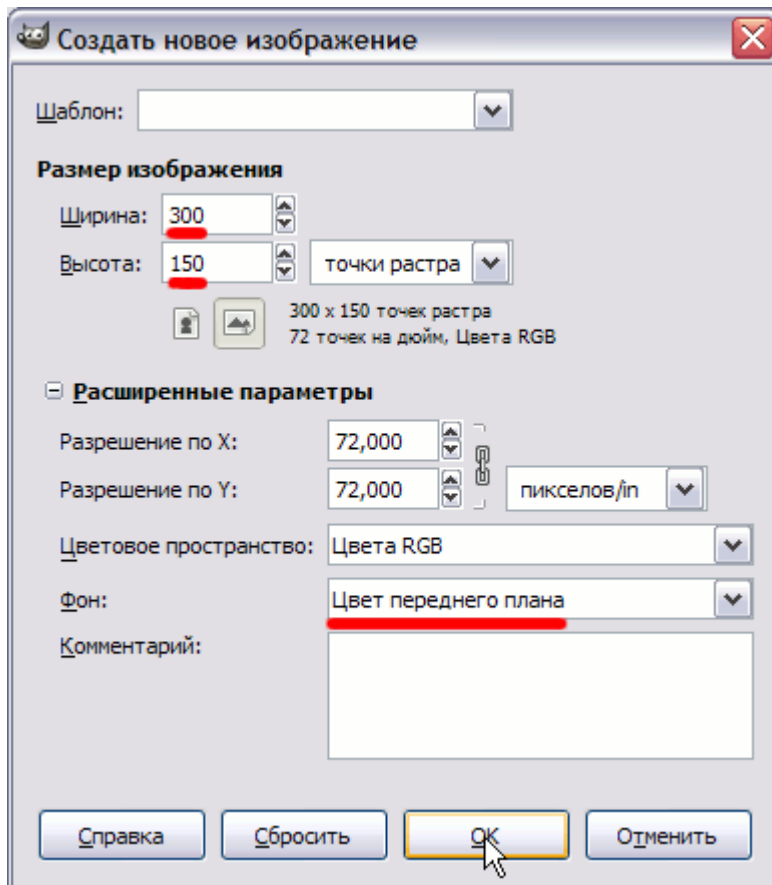 Создать новое изображение
Шаблон:
Размер изображения
Ширина: 300
Высота: 150 точки растра
300 x 150 точек растра
72 точек на дюйм, Цвета RGB
Расширенные параметры
Разрешение по X: 72,000
Разрешение по Y: 72,000 пикселов/in
Цветовое пространство: Цвета RGB
Фон: Цвет переднего плана
Комментарий:
Справка Сбросить OK Отменить